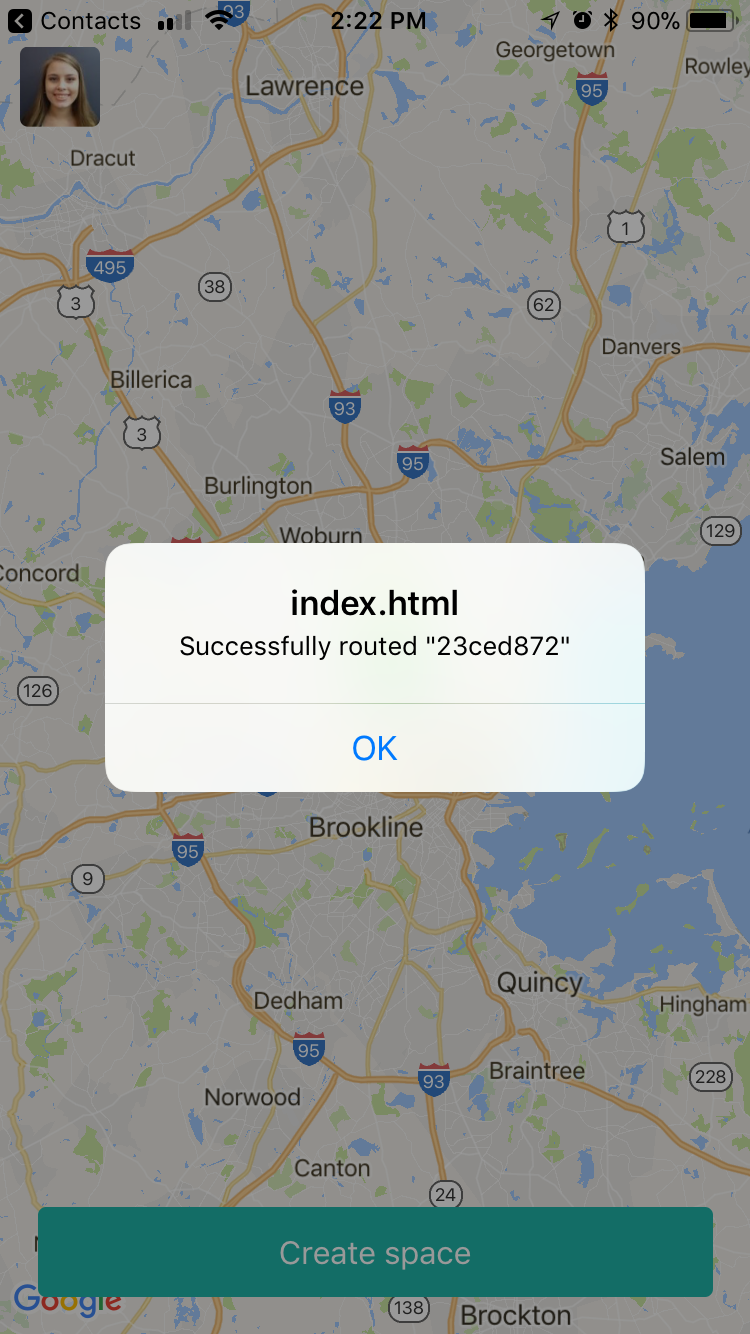 Contacts
2:22 PM
90%
93
Georgetown
Rowley
Lawrence
95
Dracut
1
495
38
3
62
Danvers
Billerica
93
3
95
Salem
Burlington
129
Woburn
Concord
index.html
Successfully routed "23ced872"
126
OK
Brookline
95
9
Quincy
Dedham
Hingham
95
Braintree
93
228
Norwood
Canton
24
Create space
Google
138
Brockton